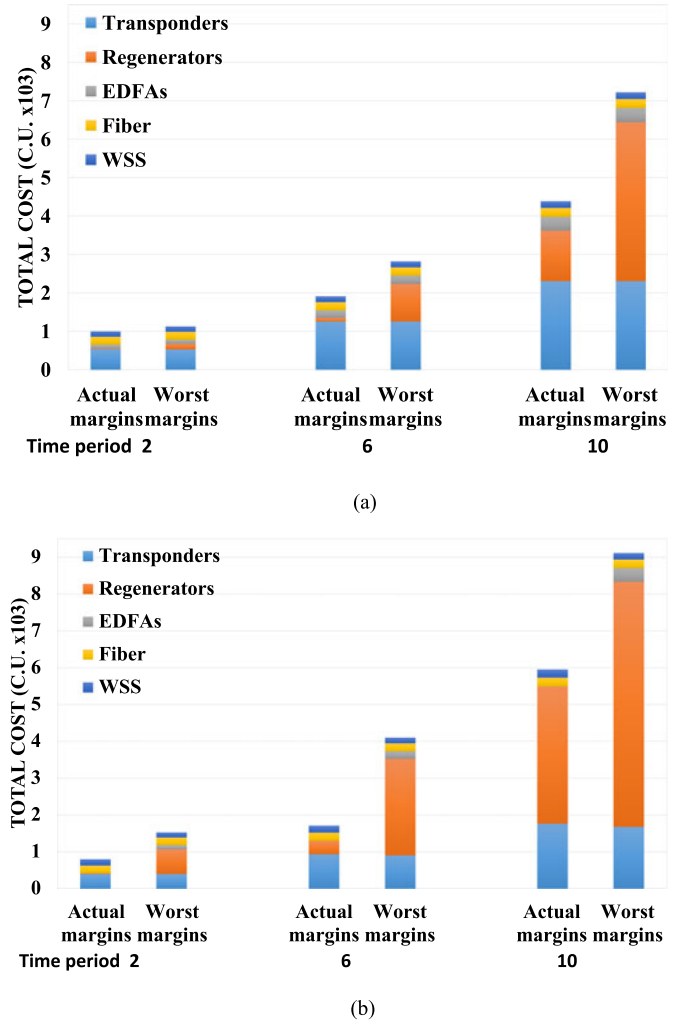 TOTAL COST (C.U. x103)
9
8
7
6
5
4
3
2
1
0
Transponders
Regenerators
EDFAs
Fiber
WSS
Actual Worst Actual Worst Actual Worst
margins margins margins margins margins margins
Time period 2 6 10
(a)
TOTAL COST (C.U. x103)
9
8
7
6
5
4
3
2
1
0
Transponders
Regenerators
EDFAs
Fiber
WSS
Actual Worst Actual Worst Actual Worst
margins margins margins margins margins margins
Time period 2 6 10
(b)